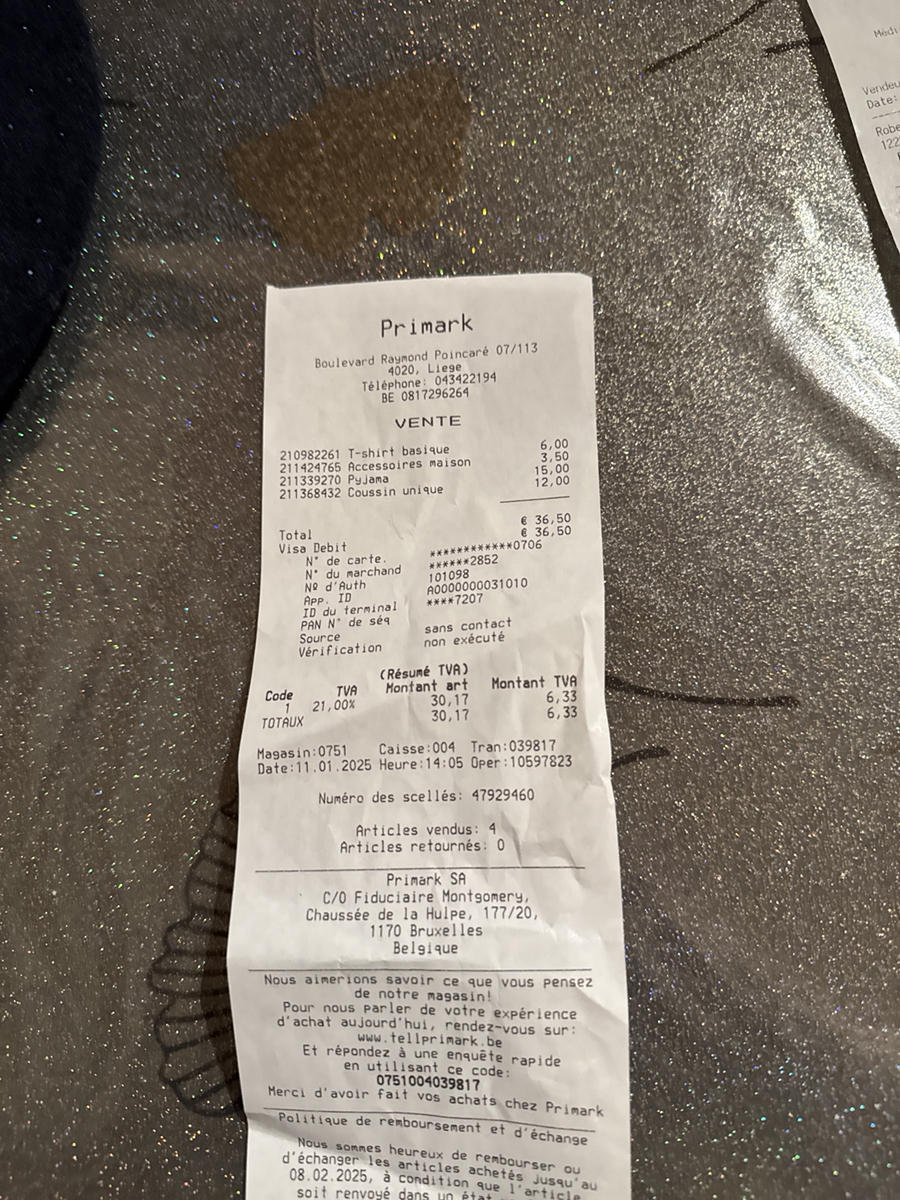 Primark
Boulevard Raymond Poincaré 07/113
4020, Liege
Téléphone: 043422194
BE 0817296264
VENTE
210982261 T-shirt basique 6,00
211424765 Accessoires maison 3,50
211339270 Pyjama 15,00
211368432 Coussin unique 12,00
Total € 36,50
Visa Debit € 36,50
N° de carte. ************0706
N° du marchand ******2852
Nº d'Auth 101098
App. ID A0000000031010
ID du terminal ****7207
PAN N° de séq
Source sans contact
Vérification non exécuté
(Résumé TVA)
Code TVA Montant art Montant TVA
1 21,00% 30,17 6,33
TOTAUX 30,17 6,33
Magasin:0751 Caisse:004 Tran:039817
Date:11.01.2025 Heure:14:05 Oper:10597823
Numéro des scellés: 47929460
Articles vendus: 4
Articles retournés: 0
Primark SA
C/O Fiduciaire Montgomery,
Chaussée de la Hulpe, 177/20,
1170 Bruxelles
Belgique
Nous aimerions savoir ce que vous pensez
de notre magasin!
Pour nous parler de votre expérience
d'achat aujourd'hui, rendez-vous sur:
www.tellprimark.be
Et répondez à une enquête rapide
en utilisant ce code:
0751004039817
Merci d'avoir fait vos achats chez Primark
Politique de remboursement et d'échange
Nous sommes heureux de rembourser ou
d'échanger les articles achetés jusqu'au
08.02.2025, à condition que l'article
soit renvoyé dans un état
Vendeu
Date:
Robe